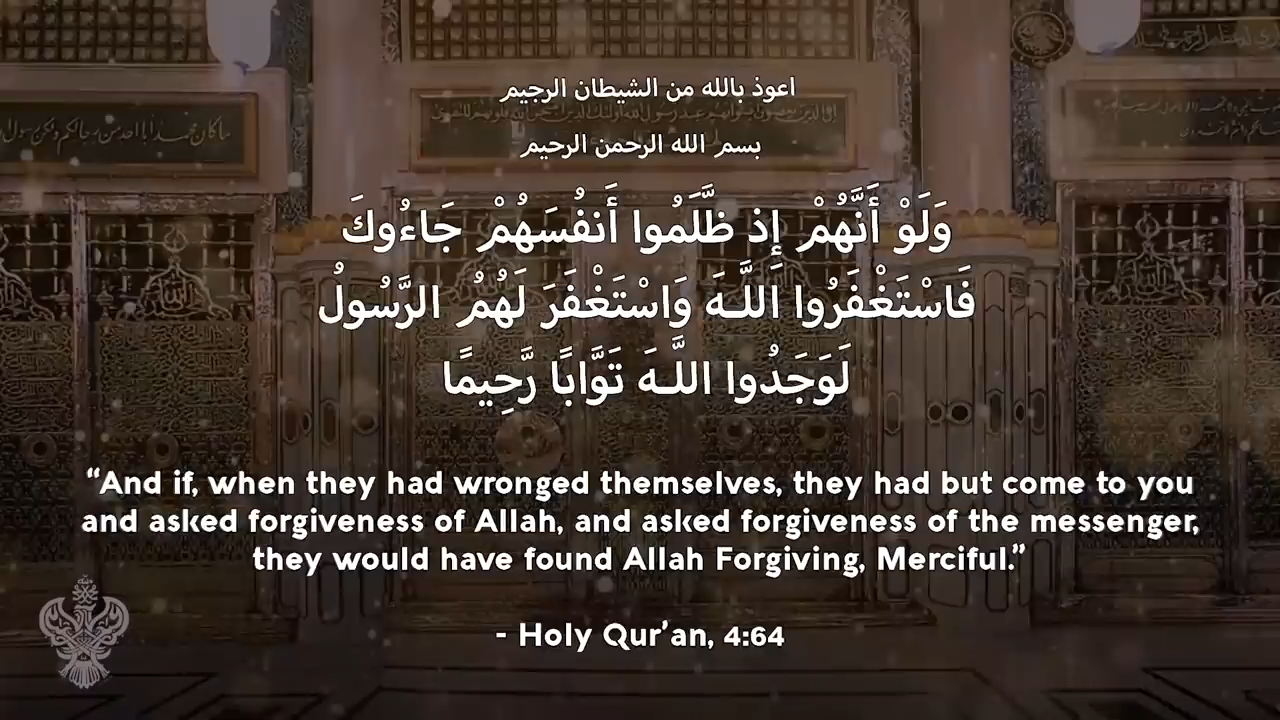 اعوذ بالله من الشيطان الرجيم
بسم الله الرحمن الرحيم
وَلَوْ أَنَّهُمْ إِذ ظَّلَمُوا أَنفُسَهُمْ جَاءُوكَ
فَاسْتَغْفَرُوا اللَّـهَ وَاسْتَغْفَرَ لَهُمُ الرَّسُولُ
لَوَجَدُوا اللَّـهَ تَوَّابًا رَّحِيمًا
“And if, when they had wronged themselves, they had but come to you
and asked forgiveness of Allah, and asked forgiveness of the messenger,
they would have found Allah Forgiving, Merciful.”
- Holy Qur’an, 4:64